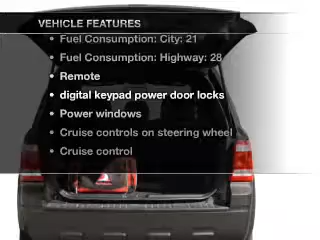 VEHICLE FEATURES
• Fuel Consumption: City: 21
• Fuel Consumption: Highway: 28
• Remote
• digital keypad power door locks
• Power windows
• Cruise controls on steering wheel
• Cruise control